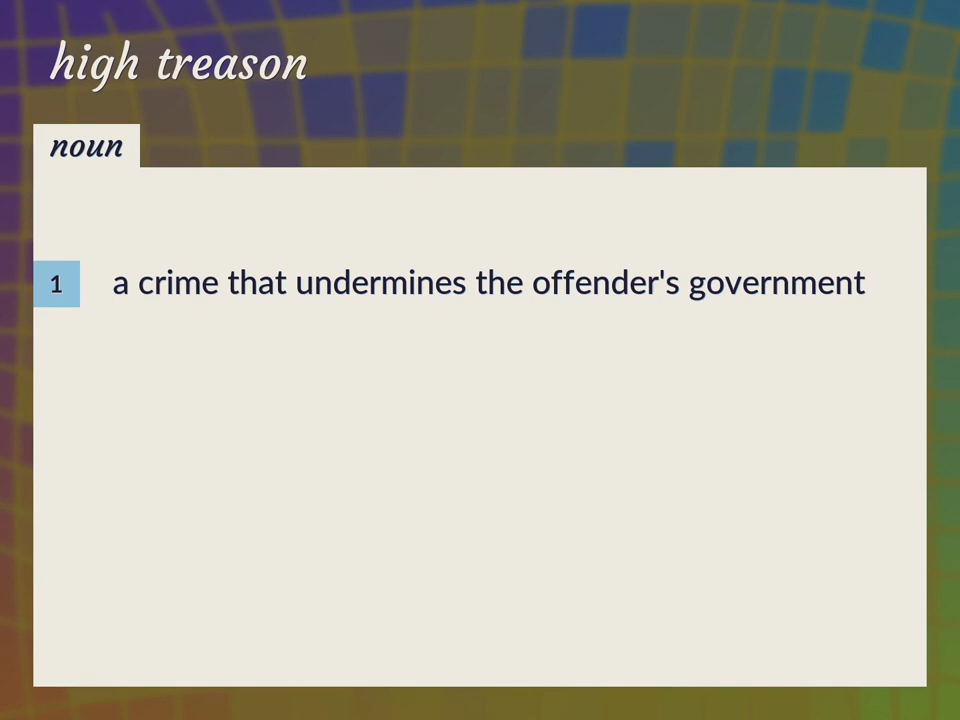 high treason
noun
1 a crime that undermines the offender's government